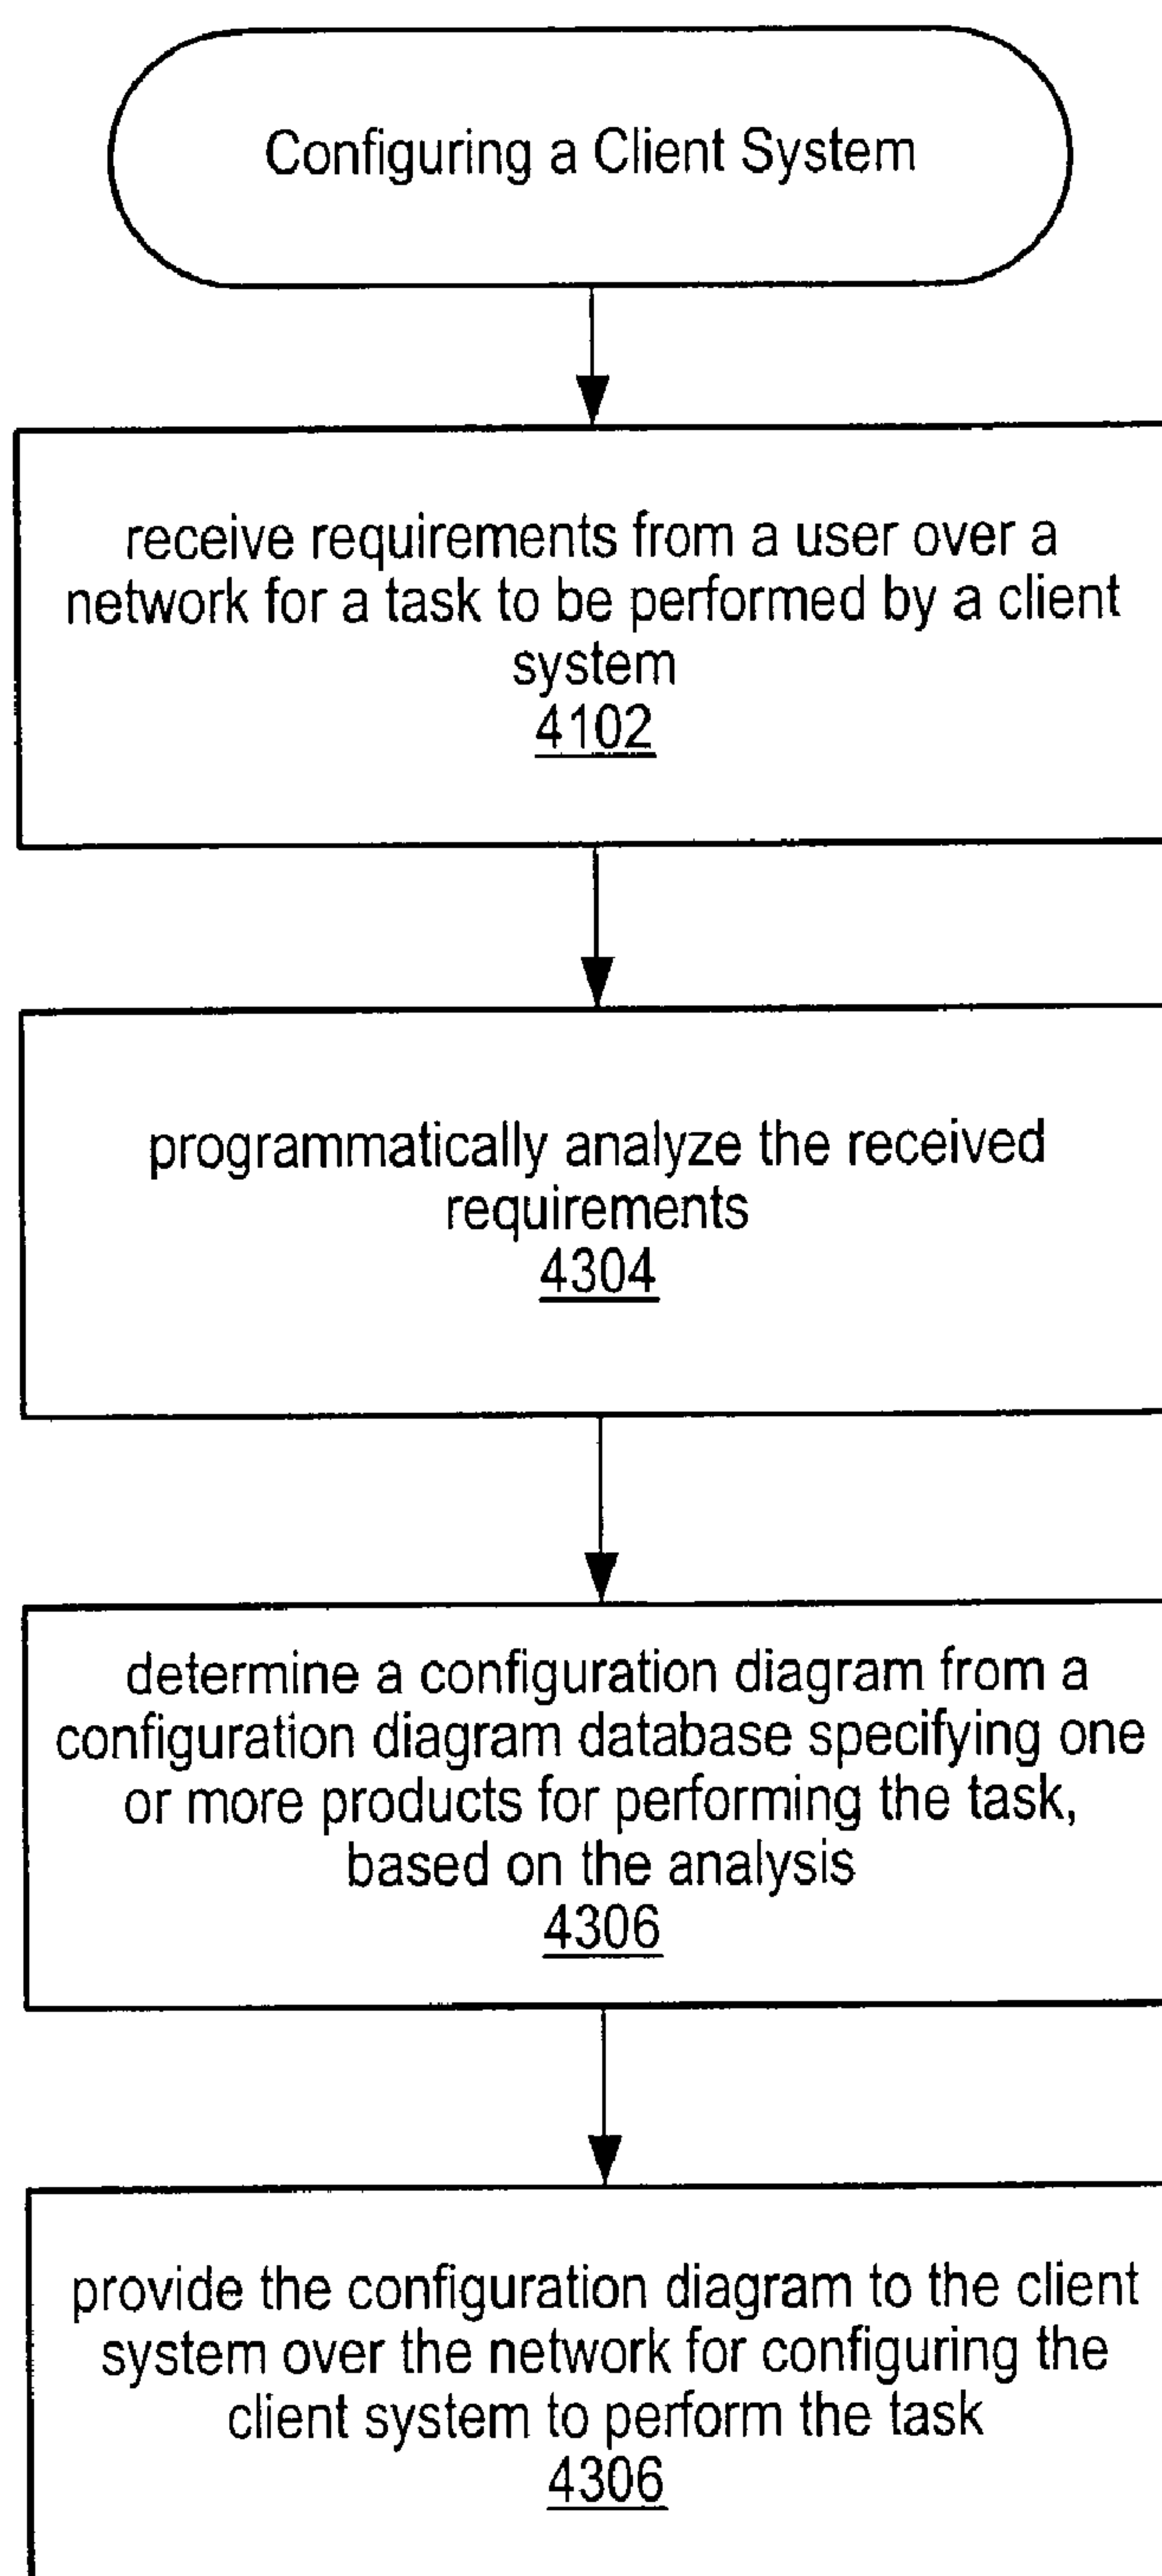 Configuring a Client System
receive requirements from a user over a
network for a task to be performed by a client
system
4102
programmatically analyze the received
requirements
4304
determine a configuration diagram from a
configuration diagram database specifying one
or more products for performing the task,
based on the analysis
4306
provide the configuration diagram to the client
system over the network for configuring the
client system to perform the task
4306